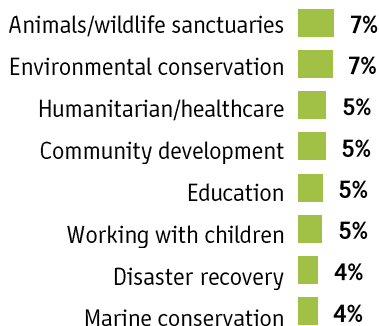 Animals/wildlife sanctuaries 7%
Environmental conservation 7%
Humanitarian/healthcare 5%
Community development 5%
Education 5%
Working with children 5%
Disaster recovery 4%
Marine conservation 4%